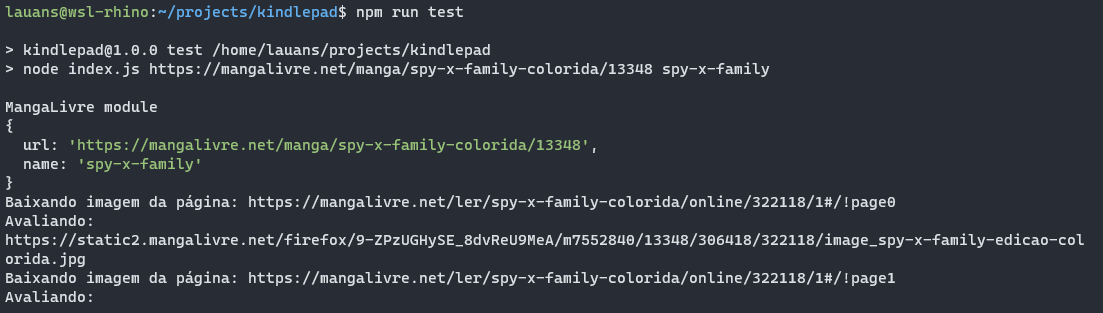 lauans@wsl-rhino:~/projects/kindlepad$ npm run test
> kindlepad@1.0.0 test /home/lauans/projects/kindlepad
> node index.js https://mangalivre.net/manga/spy-x-family-colorida/13348 spy-x-family
MangaLivre module
{
  url: 'https://mangalivre.net/manga/spy-x-family-colorida/13348',
  name: 'spy-x-family'
}
Baixando imagem da página: https://mangalivre.net/ler/spy-x-family-colorida/online/322118/1#/!page0
Avaliando:
https://static2.mangalivre.net/firefox/9-ZPzUGHySE_8dvReU9MeA/m7552840/13348/306418/322118/image_spy-x-family-edicao-col
orida.jpg
Baixando imagem da página: https://mangalivre.net/ler/spy-x-family-colorida/online/322118/1#/!page1
Avaliando: